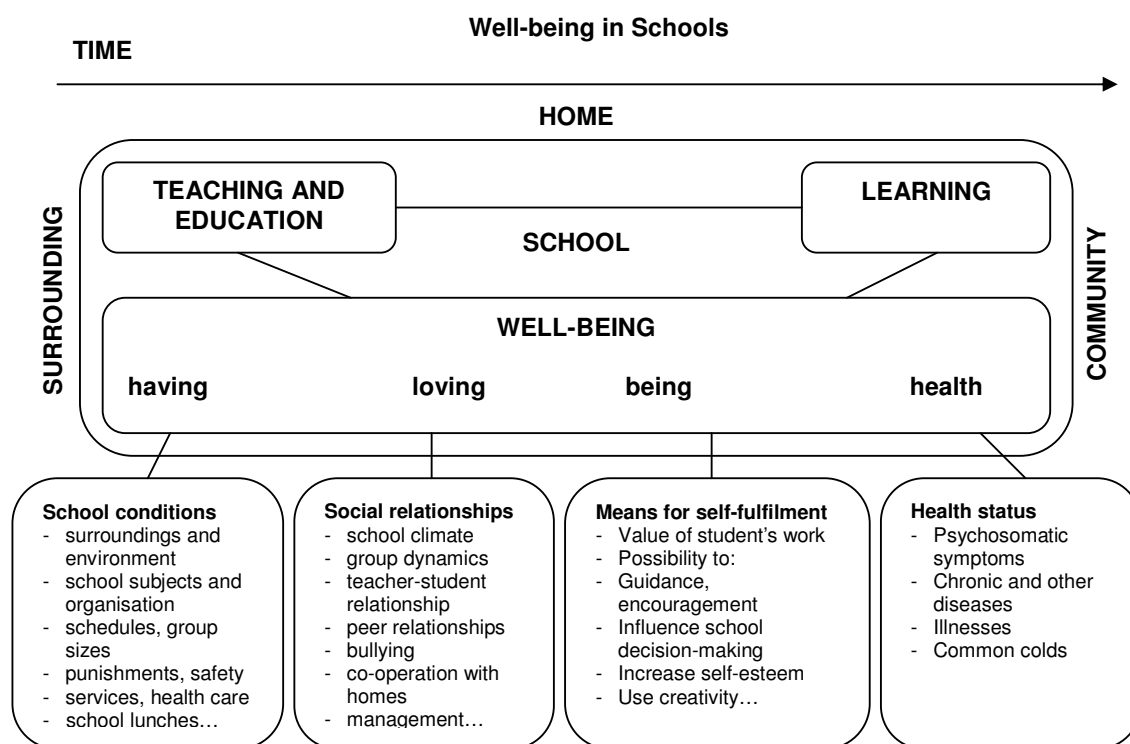 Well-being in Schools
TIME
HOME
SURROUNDING
COMMUNITY
TEACHING AND
EDUCATION
LEARNING
SCHOOL
WELL-BEING
having
loving
being
health
School conditions
- surroundings and
environment
- school subjects and
organisation
- schedules, group
sizes
- punishments, safety
- services, health care
- school lunches…
Social relationships
- school climate
- group dynamics
- teacher-student
relationship
- peer relationships
- bullying
- co-operation with
homes
- management…
Means for self-fulfilment
- Value of student’s work
- Possibility to:
- Guidance,
encouragement
- Influence school
decision-making
- Increase self-esteem
- Use creativity…
Health status
- Psychosomatic
symptoms
- Chronic and other
diseases
- Illnesses
- Common colds